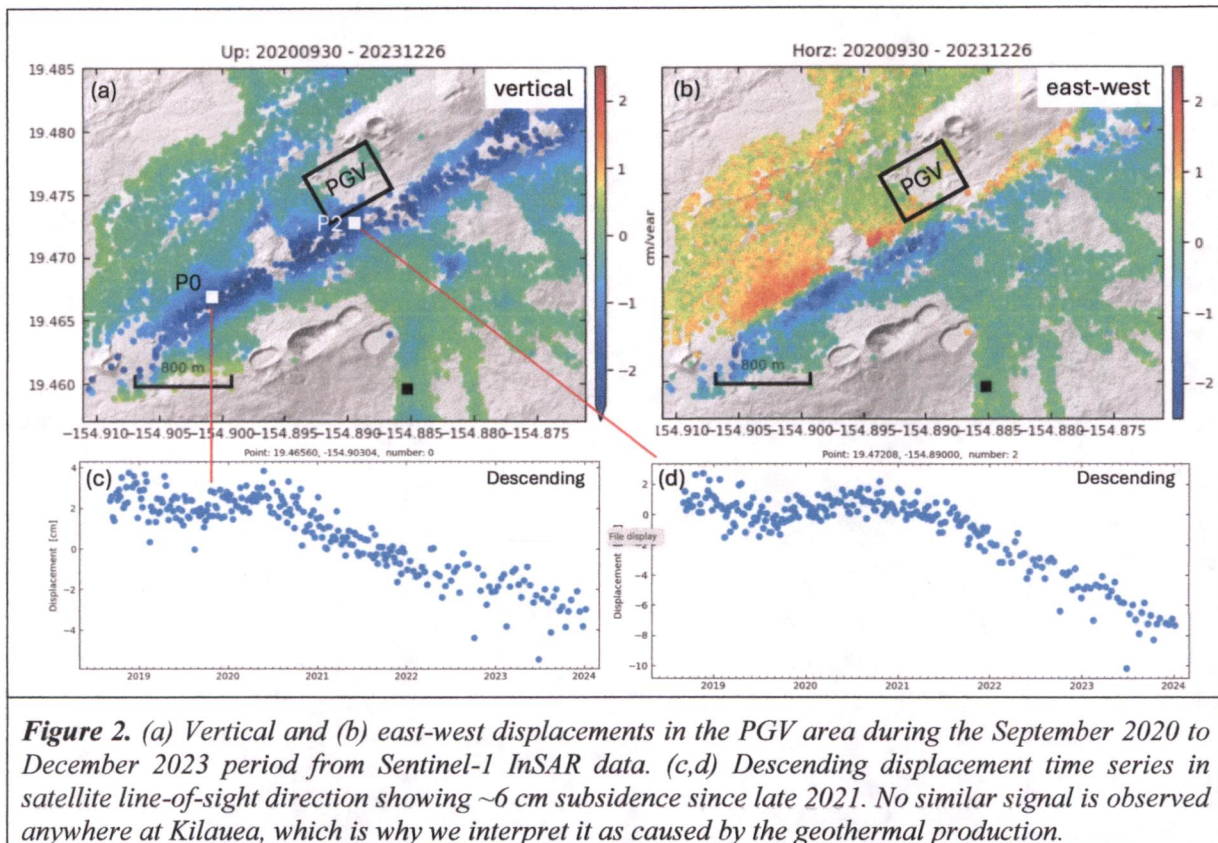 Up: 20200930 - 20231226
Horz: 20200930 - 20231226
(a)
vertical
(b)
east-west
19.485
19.480
19.475
19.470
19.465
19.460
2
1
0
−1
−2
cm/year
2
1
0
−1
−2
PGV
P2
P0
800 m
PGV
800 m
−154.910−154.905−154.900−154.895−154.890−154.885−154.880−154.875
−154.910−154.905−154.900−154.895−154.890−154.885−154.880−154.875
Point: 19.46560, -154.90304, number: 0
Point: 19.47208, -154.89000, number: 2
(c)
Descending
4
2
0
−2
−4
Displacement [cm]
2019 2020 2021 2022 2023 2024
(d)
Descending
2
0
−2
−4
−6
−8
−10
File display
Displacement
2019 2020 2021 2022 2023 2024
Figure 2. (a) Vertical and (b) east-west displacements in the PGV area during the September 2020 to
December 2023 period from Sentinel-1 InSAR data. (c,d) Descending displacement time series in
satellite line-of-sight direction showing ~6 cm subsidence since late 2021. No similar signal is observed
anywhere at Kilauea, which is why we interpret it as caused by the geothermal production.